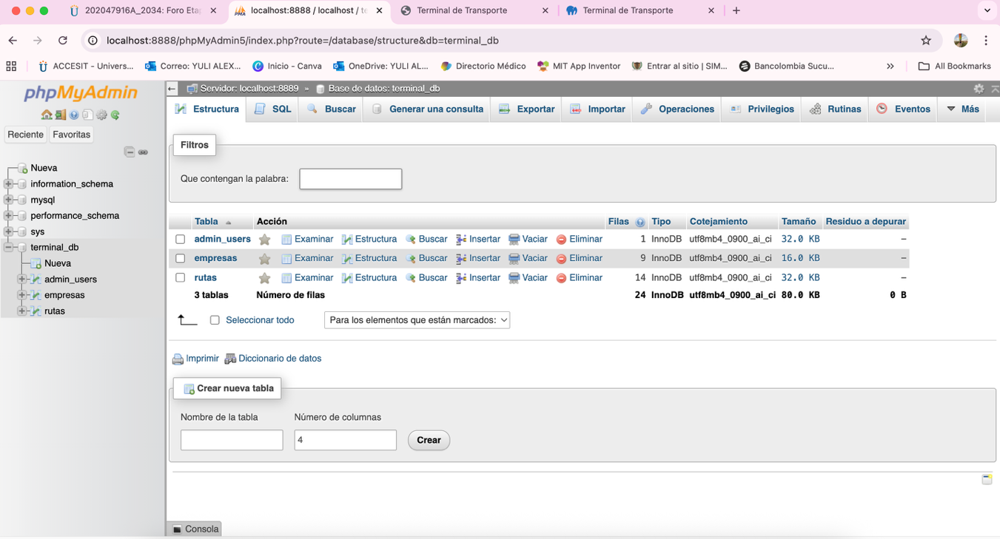 202047916A_2034: Foro Eta
localhost:8888 / localhost / te
Terminal de Transporte
Terminal de Transporte
localhost:8888/phpMyAdmin5/index.php?route=/database/structure&db=terminal_db
ACCESIT - Univers...
Correo: YULI ALEX...
Inicio - Canva
OneDrive: YULI AL...
Directorio Médico
MIT App Inventor
Entrar al sitio | SIM...
Bancolombia Sucu...
»
All Bookmarks
phpMyAdmin
Reciente
Favoritas
Nueva
information_schema
mysql
performance_schema
sys
terminal_db
Nueva
admin_users
empresas
rutas
Servidor: localhost:8889 » Base de datos: terminal_db
Estructura SQL Buscar Generar una consulta Exportar Importar Operaciones Privilegios Rutinas Eventos Más
Filtros
Que contengan la palabra:
Tabla Acción Filas Tipo Cotejamiento Tamaño Residuo a depurar
admin_users Examinar Estructura Buscar Insertar Vaciar Eliminar 1 InnoDB utf8mb4_0900_ai_ci 32.0 KB –
empresas Examinar Estructura Buscar Insertar Vaciar Eliminar 9 InnoDB utf8mb4_0900_ai_ci 16.0 KB –
rutas Examinar Estructura Buscar Insertar Vaciar Eliminar 14 InnoDB utf8mb4_0900_ai_ci 32.0 KB –
3 tablas Número de filas 24 InnoDB utf8mb4_0900_ai_ci 80.0 KB 0 B
Seleccionar todo
Para los elementos que están marcados:
Imprimir Diccionario de datos
Crear nueva tabla
Nombre de la tabla Número de columnas
4
Crear
Consola